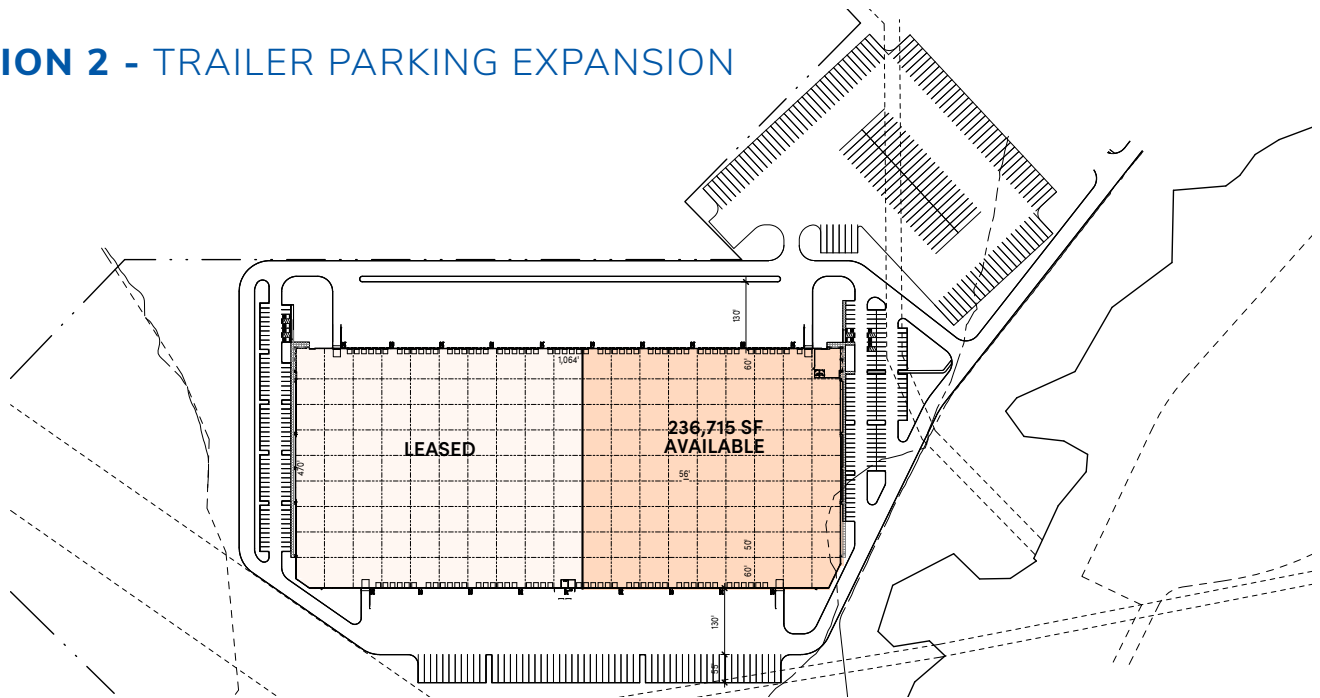 ION 2 - TRAILER PARKING EXPANSION
130'
1,064'
60'
236,715 SF
AVAILABLE
LEASED
470'
56'
50'
60'
130'
55'